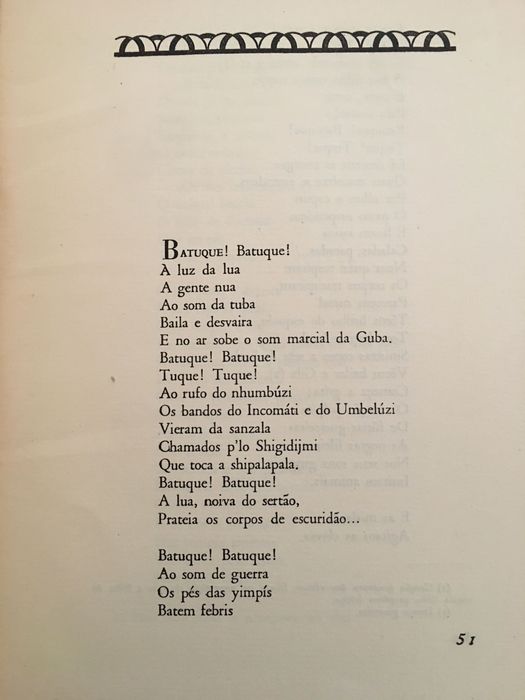 BATUQUE! Batuque!
À luz da lua
A gente nua
Ao som da tuba
Baila e desvaira
E no ar sobe o som marcial da Guba.
Batuque! Batuque!
Tuque! Tuque!
Ao rufo do nhumbúzi
Os bandos do Incomáti e do Umbelúzi
Vieram da sanzala
Chamados p'lo Shigidijmi
Que toca a shipalapala.
Batuque! Batuque!
A lua, noiva do sertão,
Prateia os corpos de escuridão...
Batuque! Batuque!
Ao som de guerra
Os pés das yimpís
Batem febris
51